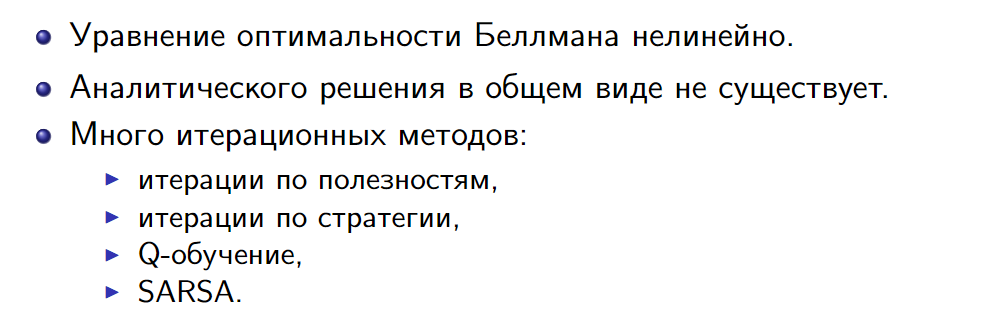 Уравнение оптимальности Беллмана нелинейно.
Аналитического решения в общем виде не существует.
Много итерационных методов:
итерации по полезностям,
итерации по стратегии,
Q-обучение,
SARSA.